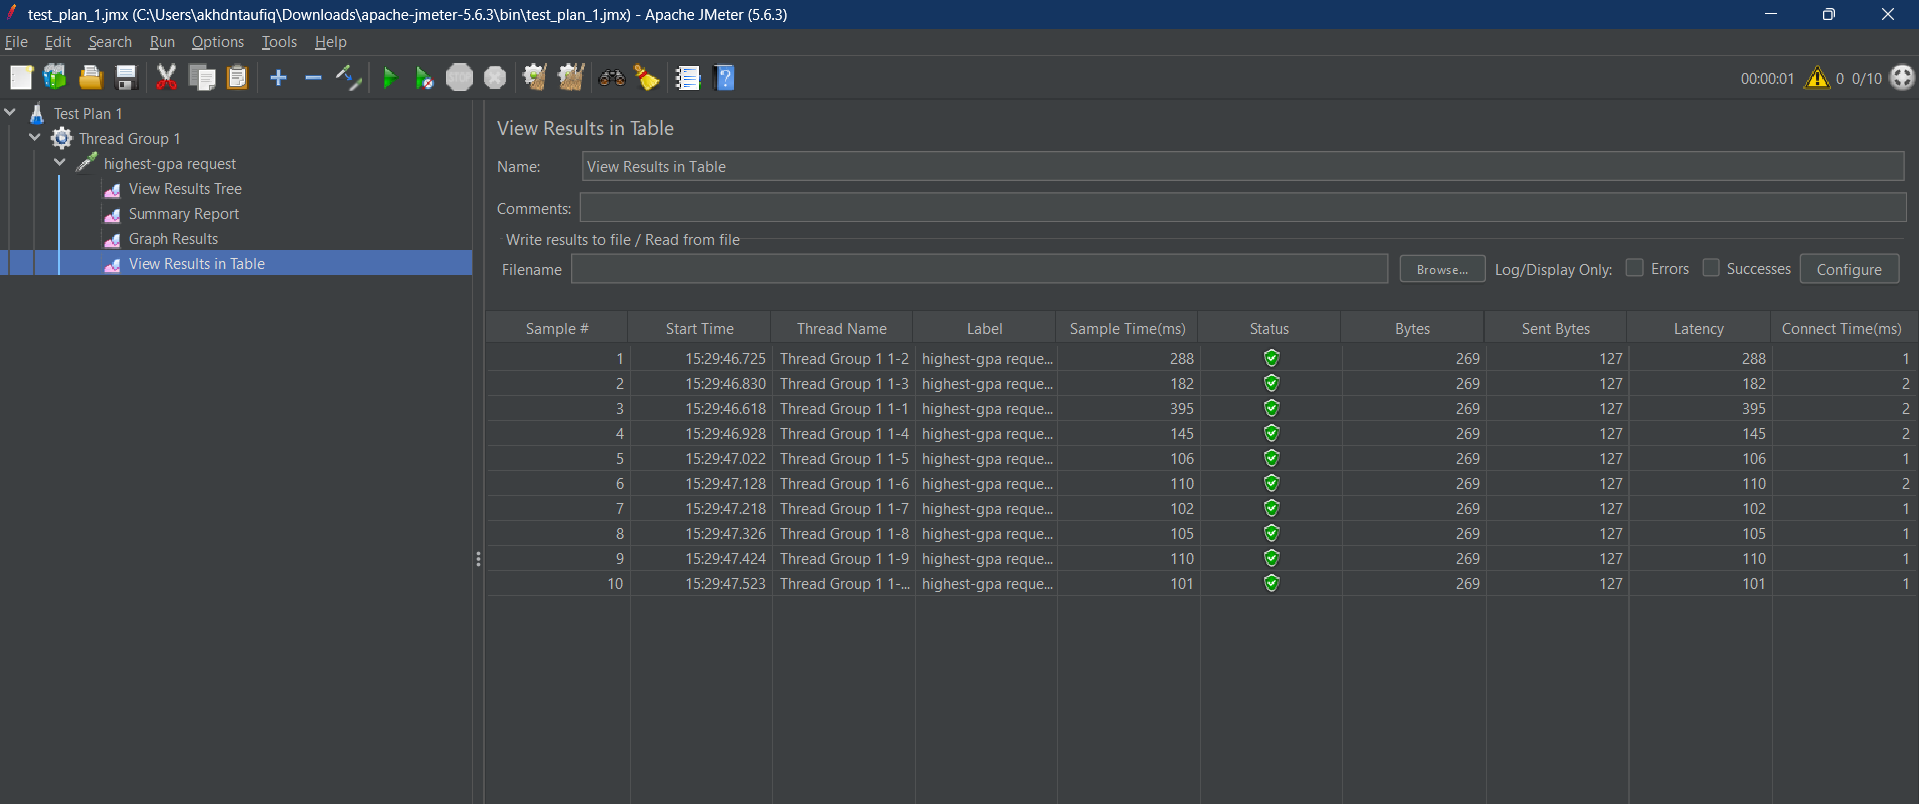 test_plan_1.jmx (C:\Users\akhdntaufiq\Downloads\apache-jmeter-5.6.3\bin\test_plan_1.jmx) - Apache JMeter (5.6.3)
File Edit Search Run Options Tools Help
STOP ? 00:00:01 0 0/10
Test Plan 1
Thread Group 1
highest-gpa request
View Results Tree
Summary Report
Graph Results
View Results in Table
View Results in Table
Name: View Results in Table
Comments:
Write results to file / Read from file
Filename Browse... Log/Display Only: Errors Successes Configure
Sample # Start Time Thread Name Label Sample Time(ms) Status Bytes Sent Bytes Latency Connect Time(ms)
1 15:29:46.725 Thread Group 1 1-2 highest-gpa reque... 288 269 127 288 1
2 15:29:46.830 Thread Group 1 1-3 highest-gpa reque... 182 269 127 182 2
3 15:29:46.618 Thread Group 1 1-1 highest-gpa reque... 395 269 127 395 2
4 15:29:46.928 Thread Group 1 1-4 highest-gpa reque... 145 269 127 145 2
5 15:29:47.022 Thread Group 1 1-5 highest-gpa reque... 106 269 127 106 1
6 15:29:47.128 Thread Group 1 1-6 highest-gpa reque... 110 269 127 110 2
7 15:29:47.218 Thread Group 1 1-7 highest-gpa reque... 102 269 127 102 1
8 15:29:47.326 Thread Group 1 1-8 highest-gpa reque... 105 269 127 105 1
9 15:29:47.424 Thread Group 1 1-9 highest-gpa reque... 110 269 127 110 1
10 15:29:47.523 Thread Group 1 1-... highest-gpa reque... 101 269 127 101 1